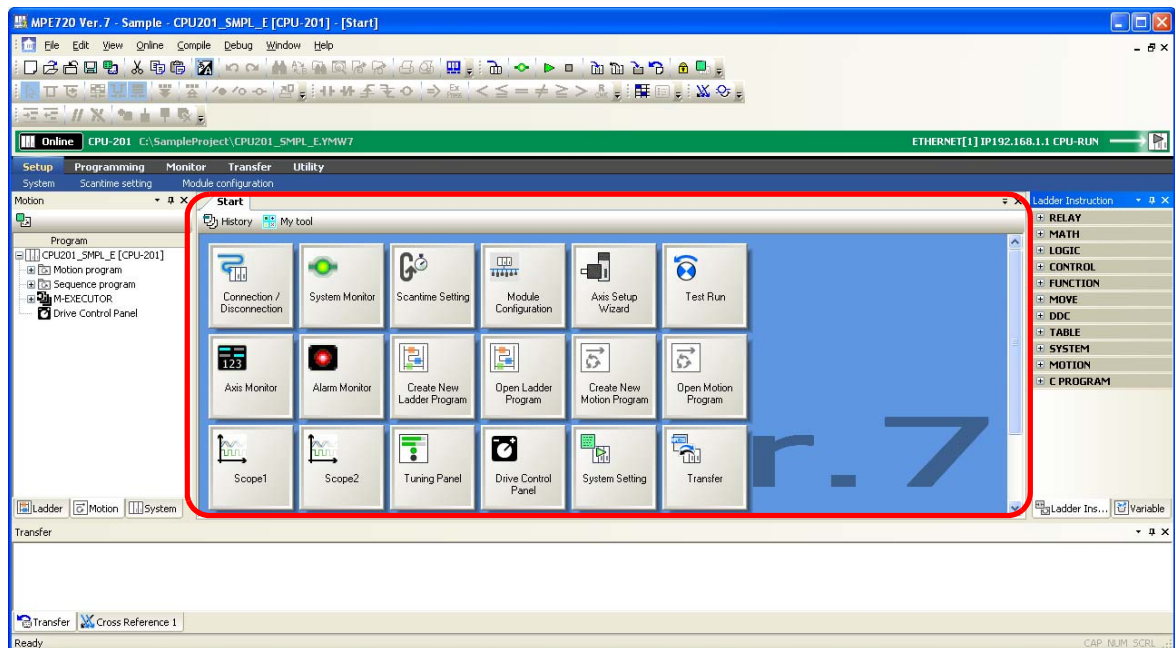 MPE720 Ver.7 - Sample - CPU201_SMPL_E [CPU-201] - [Start]
File Edit View Online Compile Debug Window Help
Online CPU-201 C:\SampleProject\CPU201_SMPL_E.YMW7 ETHERNET[1] IP192.168.1.1 CPU-RUN
Setup Programming Monitor Transfer Utility
System Scantime setting Module configuration
Motion
Program
CPU201_SMPL_E [CPU-201]
Motion program
Sequence program
M-EXECUTOR
Drive Control Panel
Ladder Motion System
Start
History My tool
Connection / Disconnection
System Monitor
Scantime Setting
Module Configuration
Axis Setup Wizard
Test Run
123
Axis Monitor
Alarm Monitor
Create New Ladder Program
Open Ladder Program
Create New Motion Program
Open Motion Program
Scope1
Scope2
Tuning Panel
Drive Control Panel
System Setting
Transfer
r.7
Ladder Instruction
RELAY
MATH
LOGIC
CONTROL
FUNCTION
MOVE
DDC
TABLE
SYSTEM
MOTION
C PROGRAM
Ladder Ins... Variable
Transfer
Transfer Cross Reference 1
Ready CAP NUM SCRL